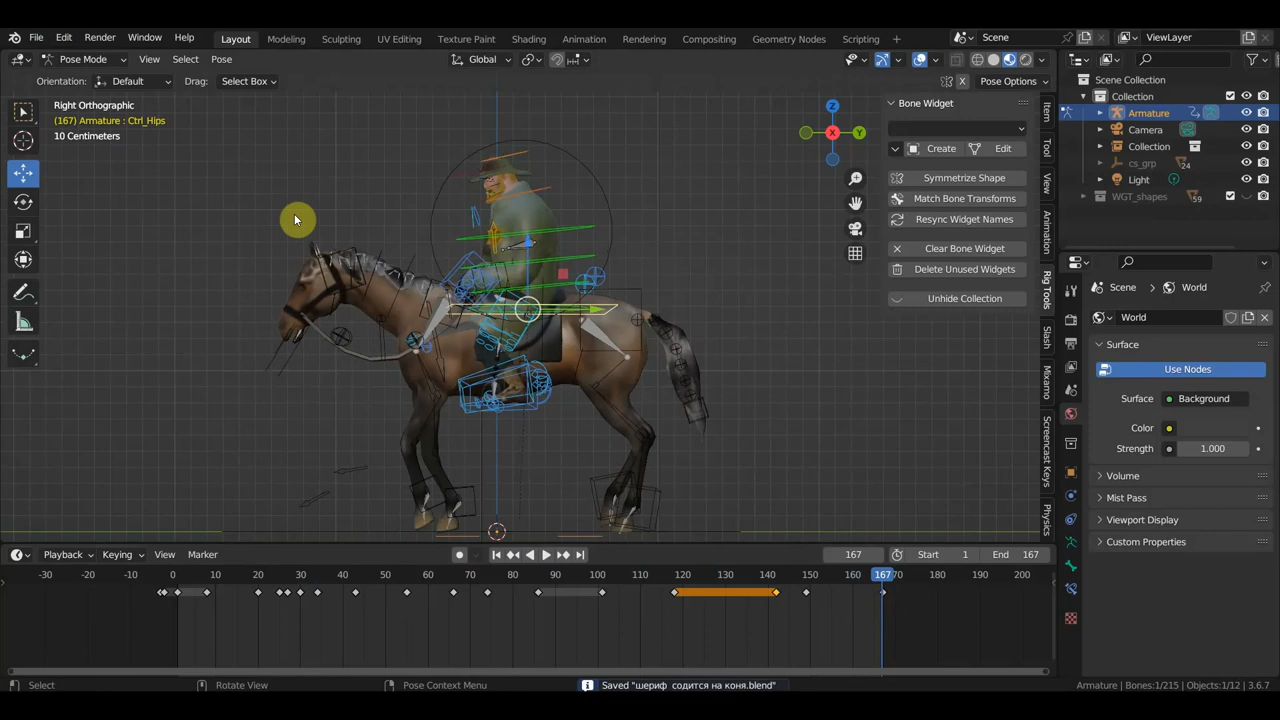 File Edit Render Window Help Layout Modeling Sculpting UV Editing Texture Paint Shading Animation Rendering Compositing Geometry Nodes Scripting + Scene ViewLayer
Pose Mode View Select Pose Global
Orientation: Default Drag: Select Box X Pose Options
Right Orthographic
(167) Armature : Ctrl_Hips
10 Centimeters
Z
Y
X
Bone Widget
Create Edit
Symmetrize Shape
Match Bone Transforms
Resync Widget Names
Clear Bone Widget
Delete Unused Widgets
Unhide Collection
Item
Tool
View
Animation
Rig Tools
Slash
Mixamo
Screencast Keys
Physics
Scene Collection
Collection
Armature
Camera
Collection
cs_grp 24
Light
WGT_shapes 59
Scene > World
World
Surface
Use Nodes
Surface Background
Color
Strength 1.000
Volume
Mist Pass
Viewport Display
Custom Properties
Playback Keying View Marker 167 Start 1 End 167
-30 -20 -10 0 10 20 30 40 50 60 70 80 90 100 110 120 130 140 150 160 167 70 180 190 200
Select Rotate View Pose Context Menu Saved "шериф содится на коня.blend" Armature | Bones:1/215 | Objects:1/12 | 3.6.7